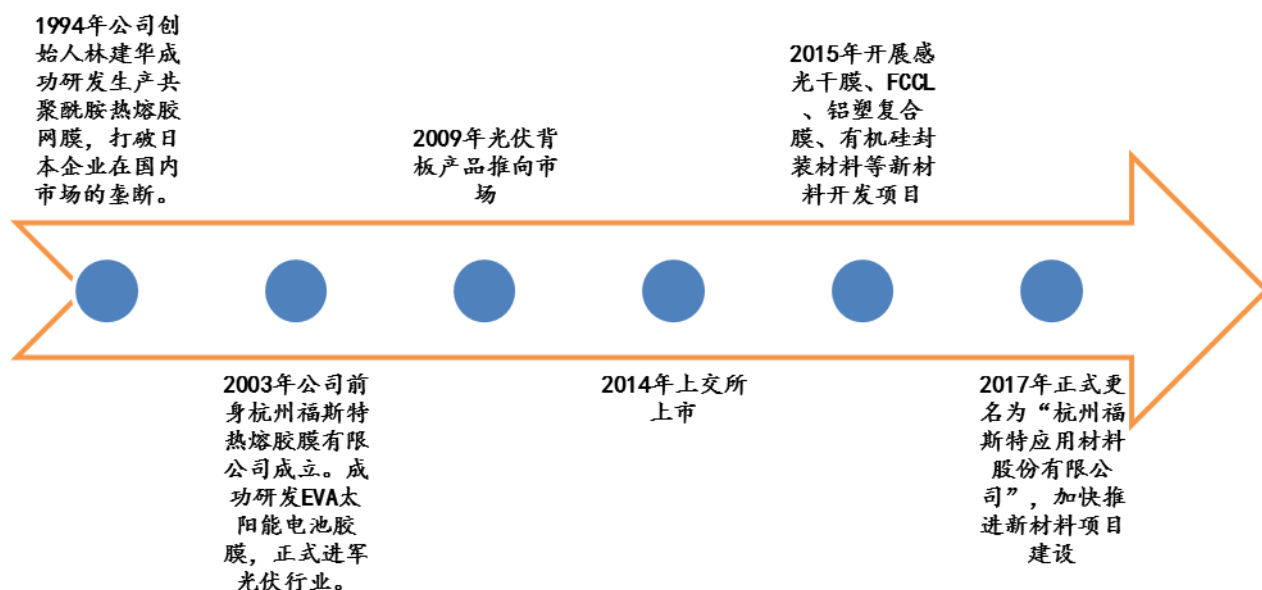 1994年公司创
始人林建华成
功研发生产共
聚酰胺热熔胶
网膜，打破日
本企业在国内
市场的垄断。
2003年公司前
身杭州福斯特
热熔胶膜有限
公司成立。成
功研发EVA太
阳能电池胶
膜，正式进军
光伏行业。
2009年光伏背
板产品推向市
场
2014年上交所
上市
2015年开展感
光干膜、FCCL
、铝塑复合
膜、有机硅封
装材料等新材
料开发项目
2017年正式更
名为“杭州福
斯特应用材料
股份有限公
司”，加快推
进新材料项目
建设